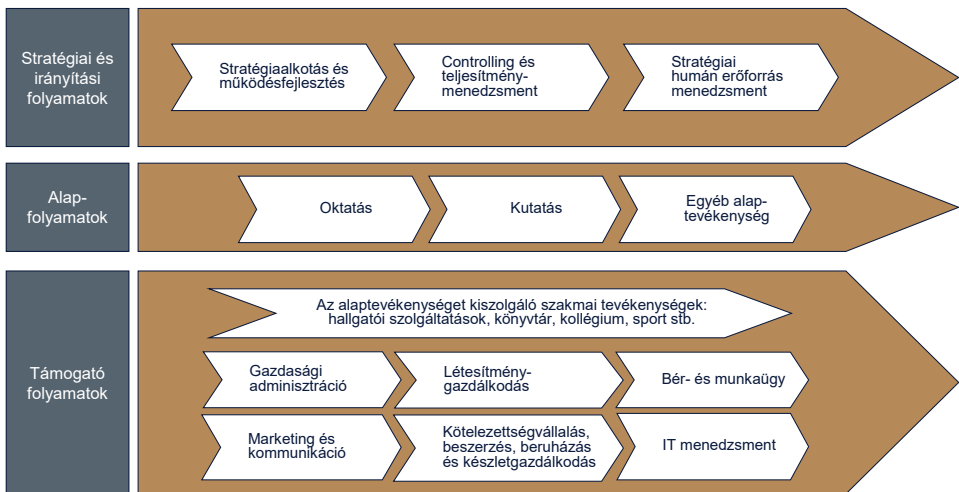 Stratégiai és
irányítási
folyamatok
Stratégiaalkotás és
működésfejlesztés
Controlling és
teljesítmény-
menedzsment
Stratégiai
humán erőforrás
menedzsment
Alap-
folyamatok
Oktatás
Kutatás
Egyéb alap-
tevékenység
Támogató
folyamatok
Az alaptevékenységet kiszolgáló szakmai tevékenységek:
hallgatói szolgáltatások, könyvtár, kollégium, sport stb.
Gazdasági
adminisztráció
Létesítmény-
gazdálkodás
Bér- és munkaügy
Marketing és
kommunikáció
Kötelezettségvállalás,
beszerzés, beruházás
és készletgazdálkodás
IT menedzsment